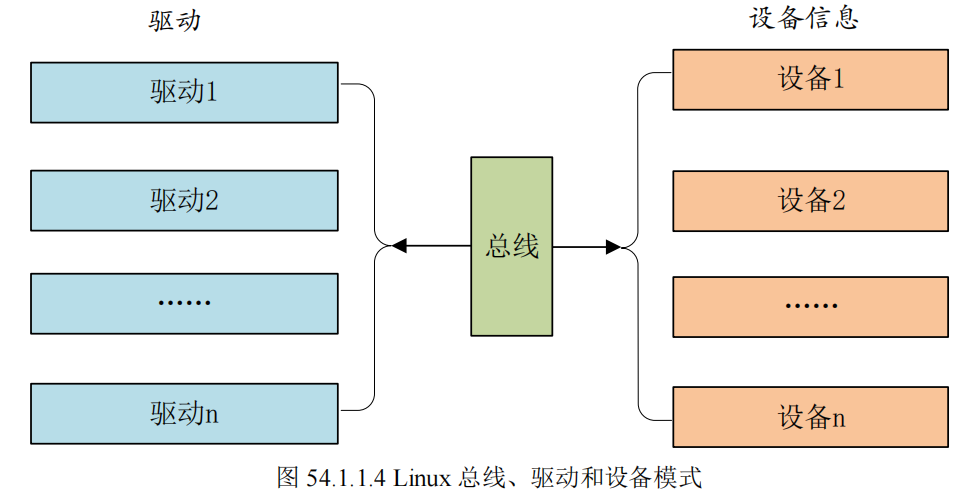 驱动
设备信息
驱动1
驱动2
……
驱动n
总线
设备1
设备2
……
设备n
图 54.1.1.4 Linux 总线、驱动和设备模式